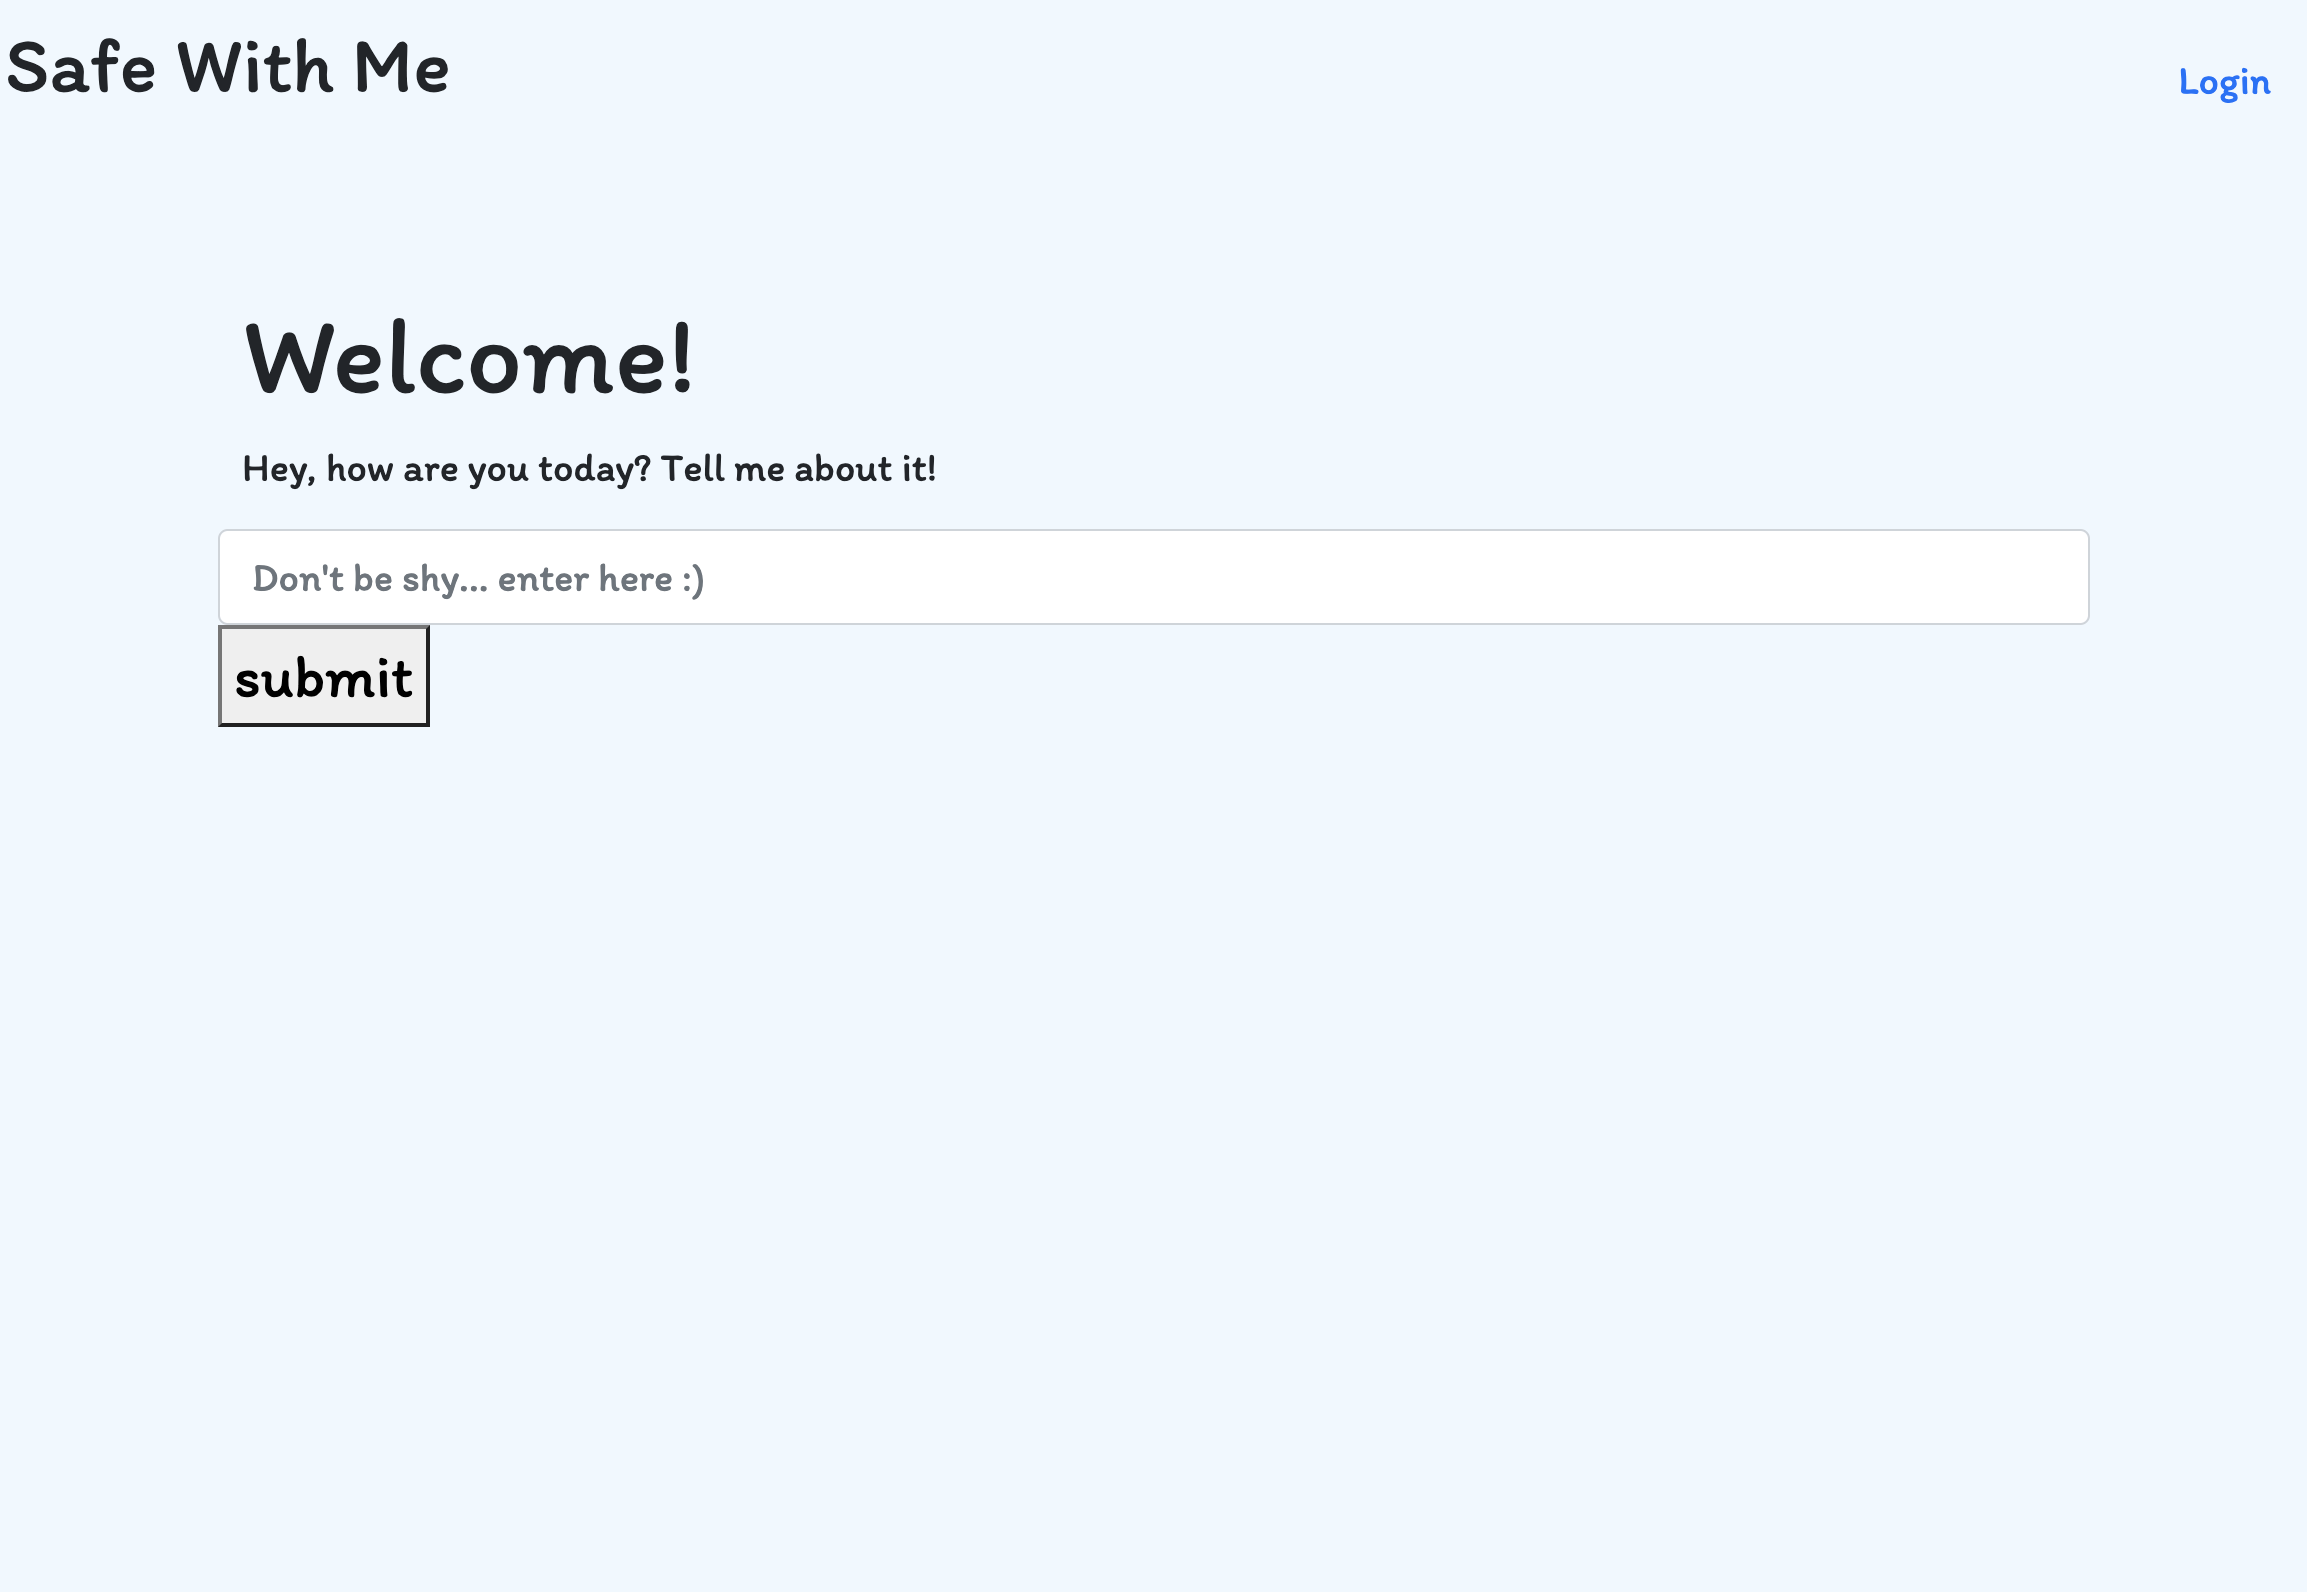 Safe With Me
Login
Welcome!
Hey, how are you today? Tell me about it!
Don't be shy... enter here :)
submit